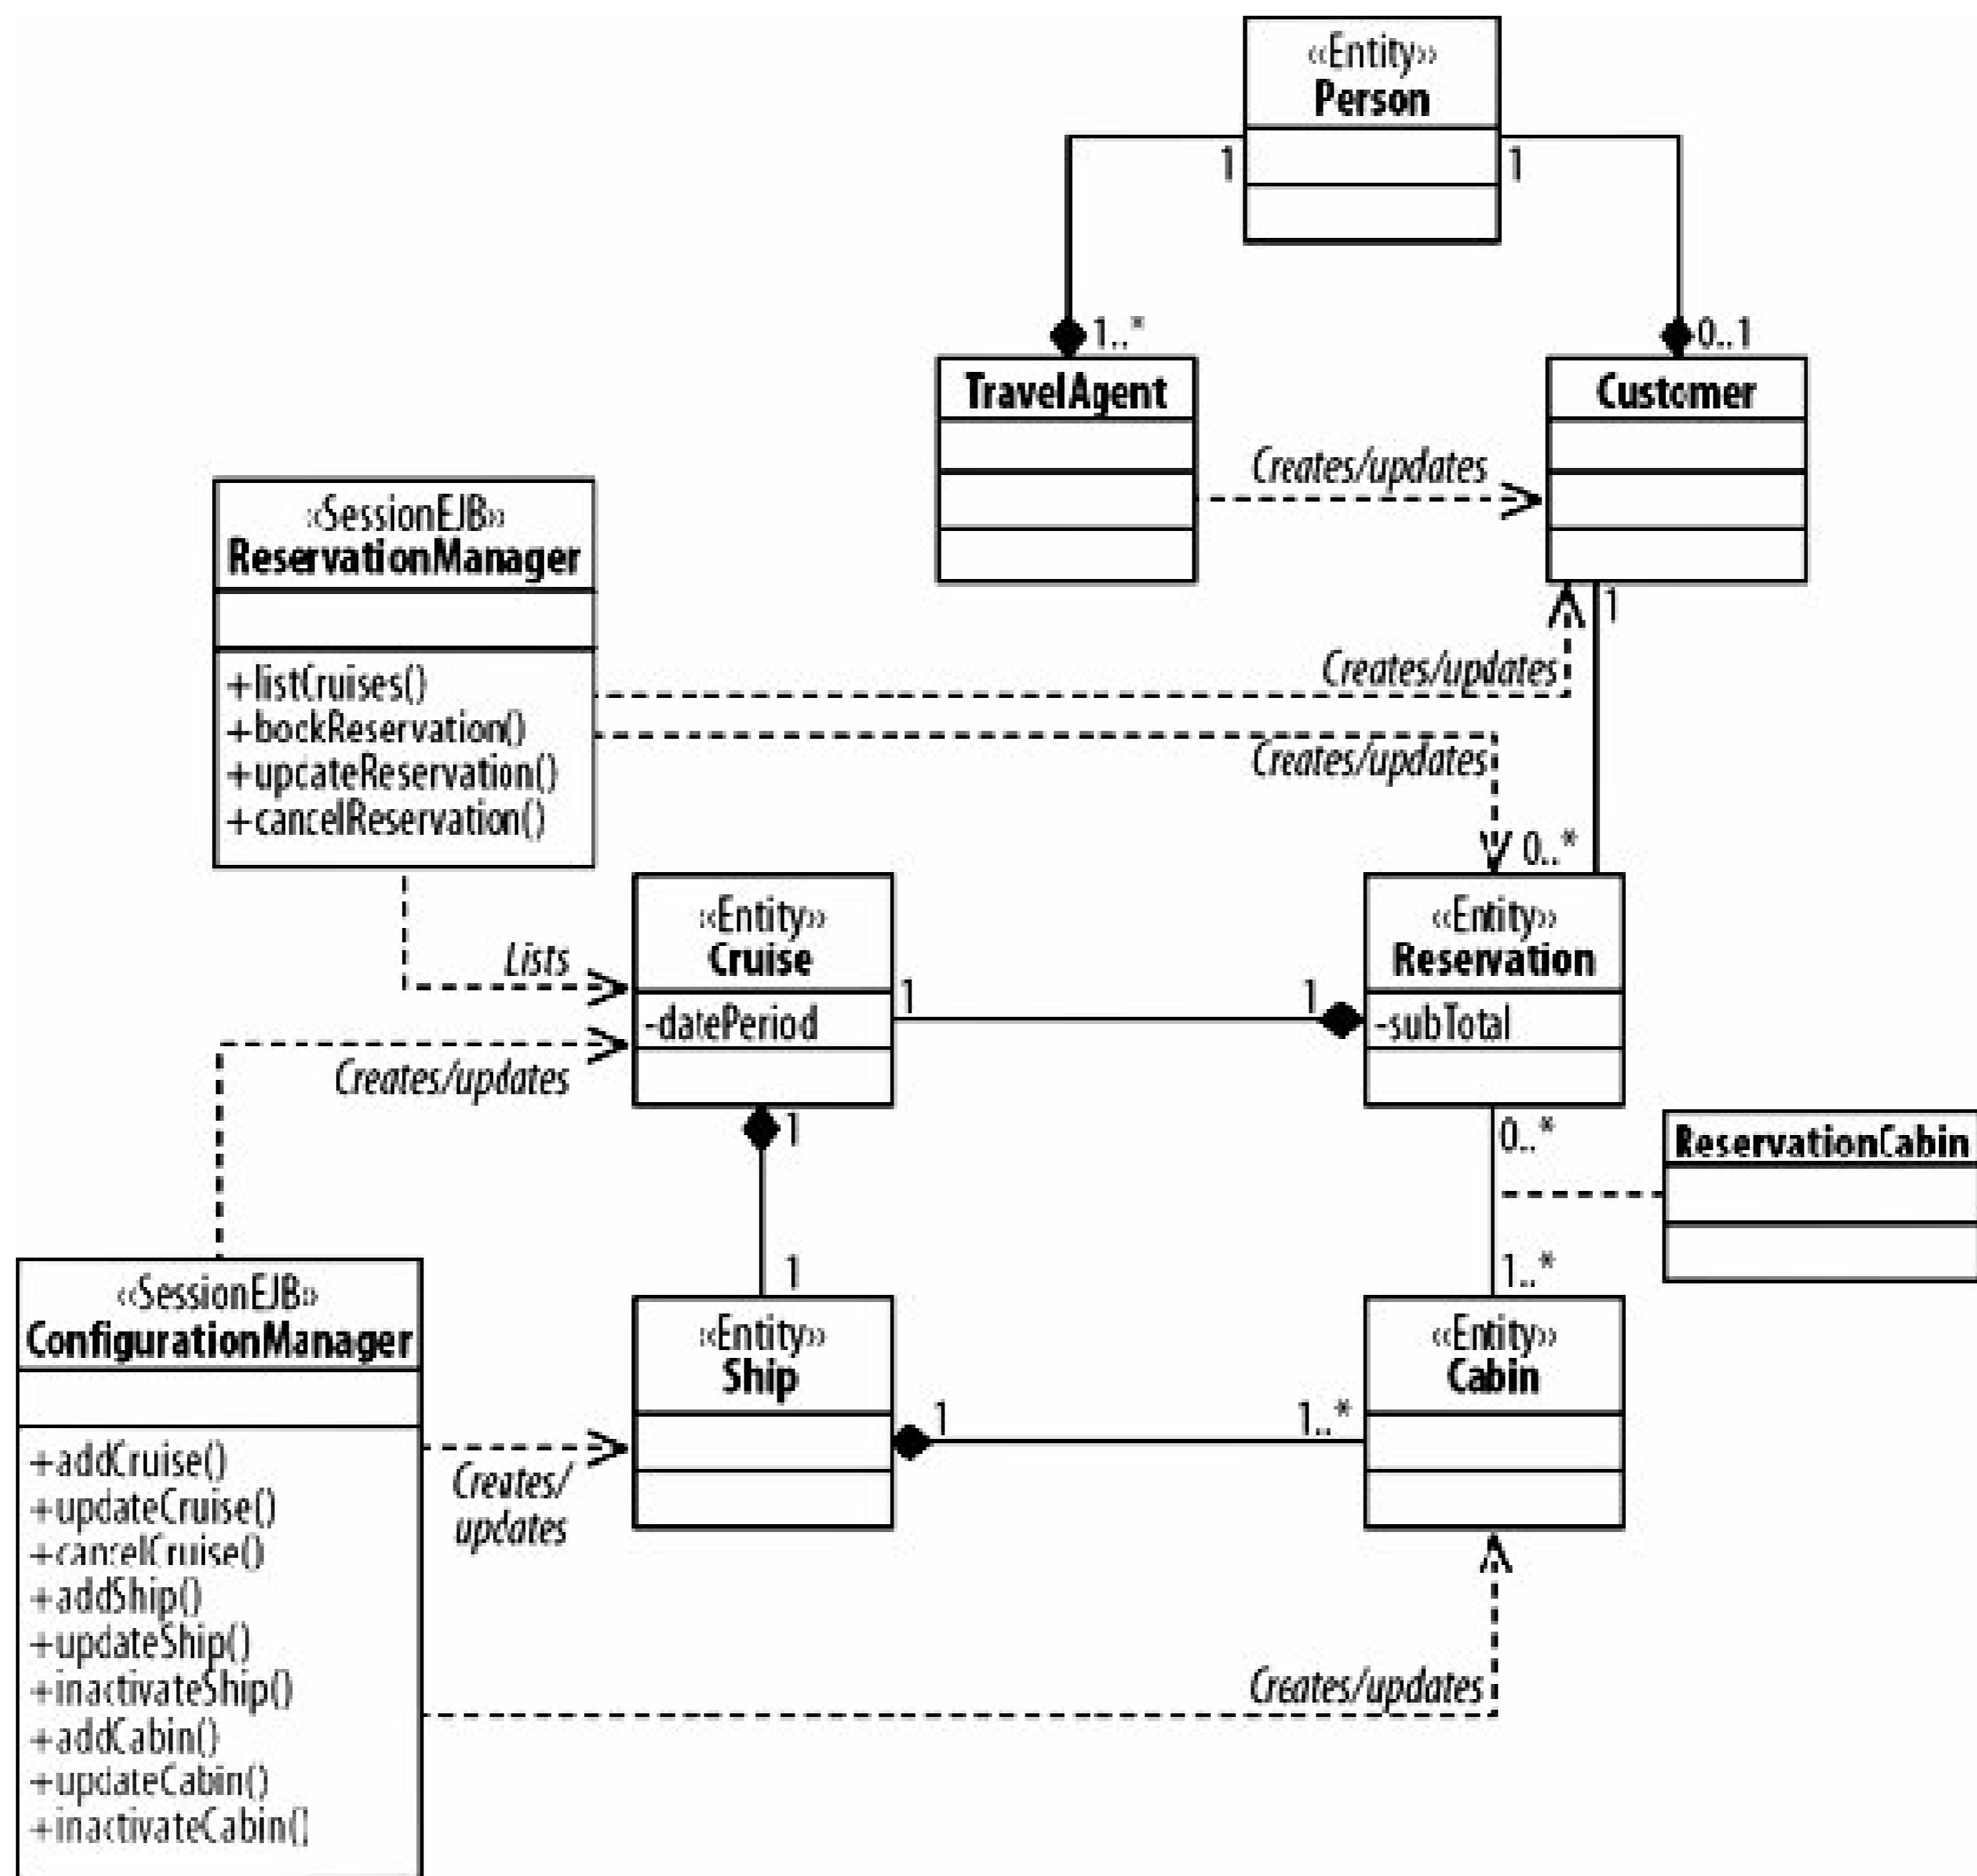 «Entity»
Person
1
1
1..*
0..1
TravelAgent
Customer
Creates/updates
«SessionEJB»
ReservationManager
+listCruises()
+bockReservation()
+upcateReservation()
+cancelReservation()
1
Creates/updates
Creates/updates
0..*
Lists
«Entity»
Cruise
-datePeriod
1
1
«Entity»
Reservation
-subTotal
Creates/updates
1
0..*
ReservationCabin
1
1..*
«SessionEJB»
ConfigurationManager
+addCruise()
+updateCruise()
+cancelCruise()
+addShip()
+updateShip()
+inactivateShip()
+addCabin()
+updateCabin()
+inactivateCabin()
«Entity»
Ship
1
1..*
«Entity»
Cabin
Creates/
updates
Creates/updates